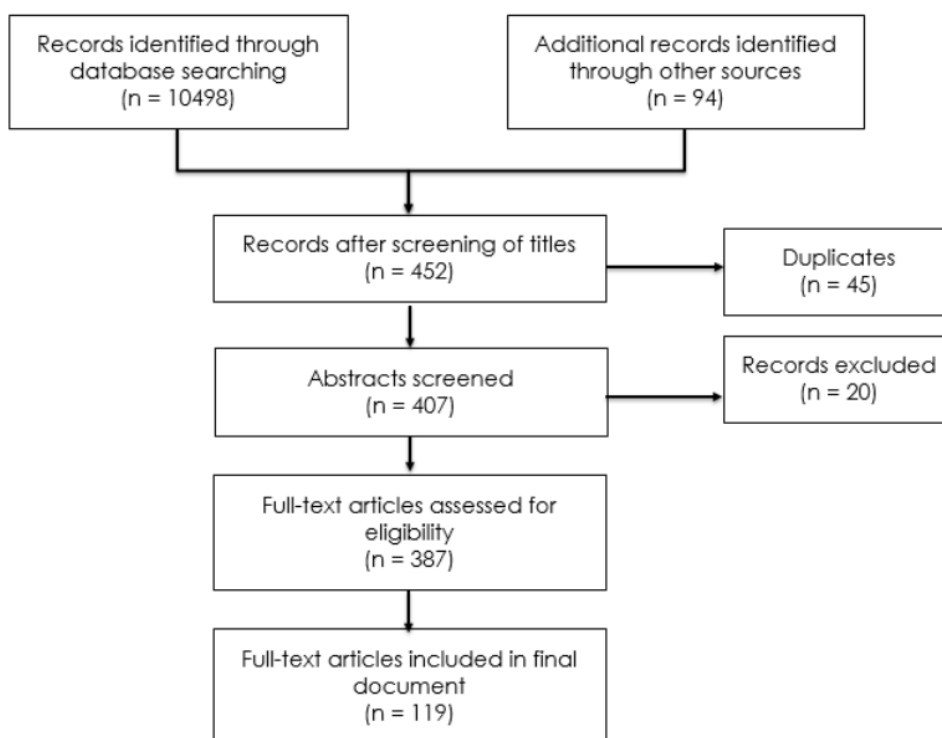 Records identified through
database searching
(n = 10498)
Additional records identified
through other sources
(n = 94)
Records after screening of titles
(n = 452)
Duplicates
(n = 45)
Abstracts screened
(n = 407)
Records excluded
(n = 20)
Full-text articles assessed for
eligibility
(n = 387)
Full-text articles included in final
document
(n = 119)